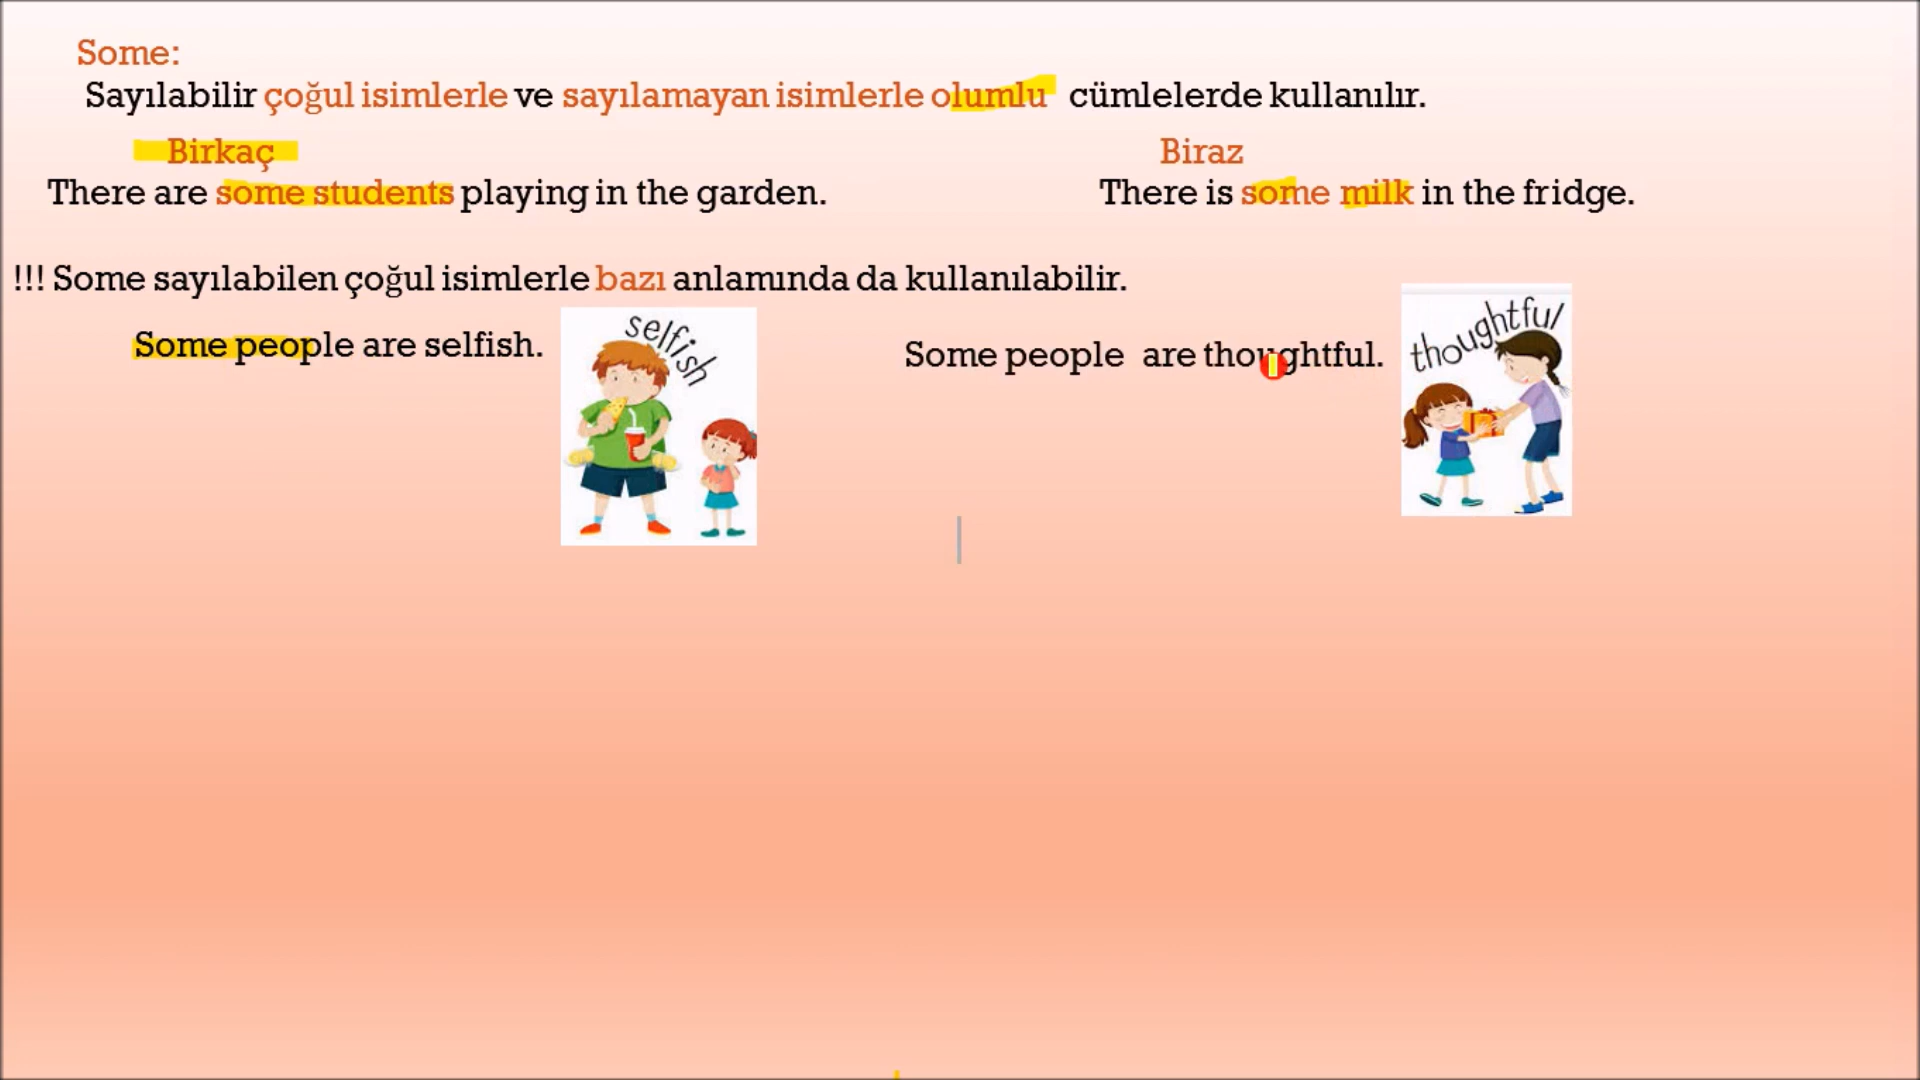 Some:
Sayılabilir çoğul isimlerle ve sayılamayan isimlerle olumlu cümlelerde kullanılır.
Birkaç
Biraz
There are some students playing in the garden.
There is some milk in the fridge.
!!! Some sayılabilen çoğul isimlerle bazı anlamında da kullanılabilir.
Some people are selfish.
selfish
Some people are thoughtful.
thoughtful